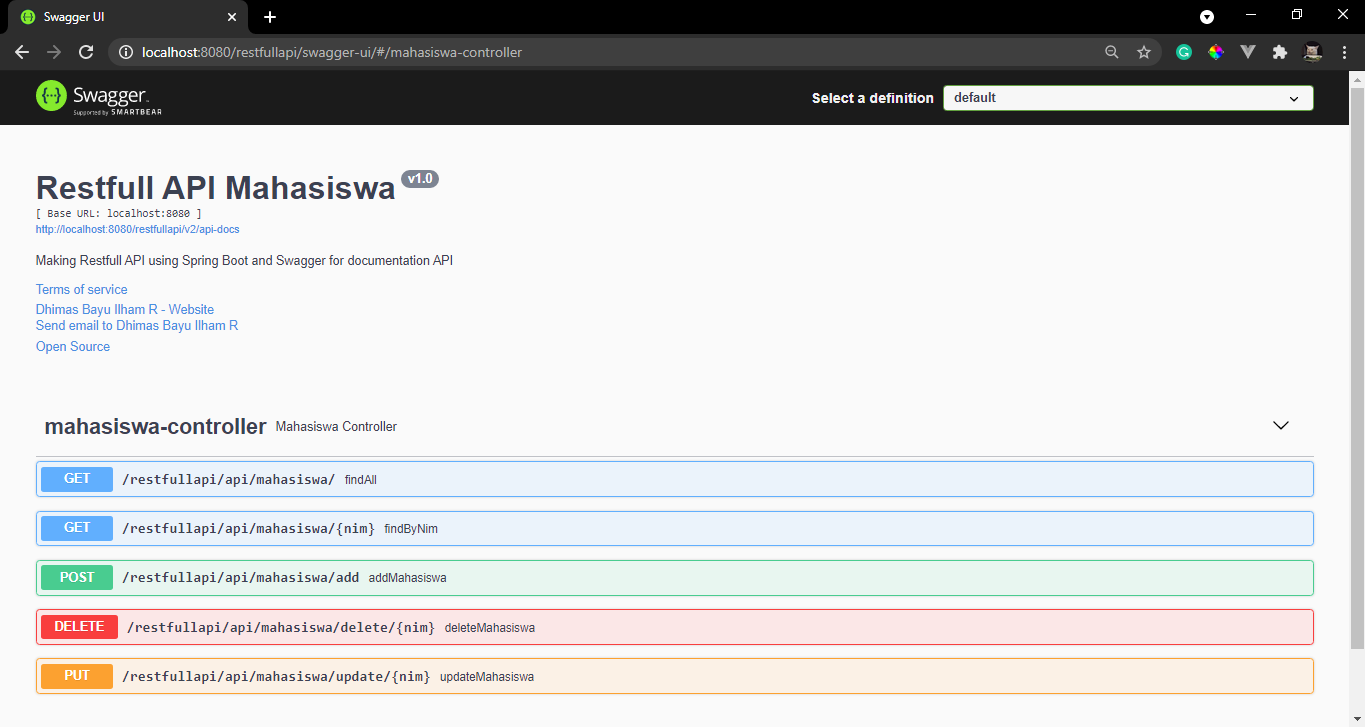 Swagger UI
localhost:8080/restfullapi/swagger-ui/#/mahasiswa-controller
Swagger
Supported by SMARTBEAR
Select a definition default
Restfull API Mahasiswa v1.0
[ Base URL: localhost:8080 ]
http://localhost:8080/restfullapi/v2/api-docs
Making Restfull API using Spring Boot and Swagger for documentation API
Terms of service
Dhimas Bayu Ilham R - Website
Send email to Dhimas Bayu Ilham R
Open Source
mahasiswa-controller Mahasiswa Controller
GET /restfullapi/api/mahasiswa/ findAll
GET /restfullapi/api/mahasiswa/{nim} findByNim
POST /restfullapi/api/mahasiswa/add addMahasiswa
DELETE /restfullapi/api/mahasiswa/delete/{nim} deleteMahasiswa
PUT /restfullapi/api/mahasiswa/update/{nim} updateMahasiswa